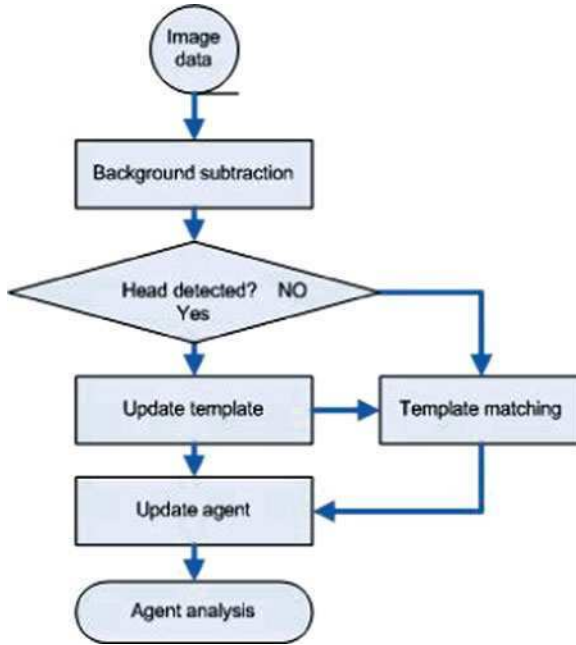 Image
data
Background subtraction
Head detected? NO
Yes
Update template
Template matching
Update agent
Agent analysis